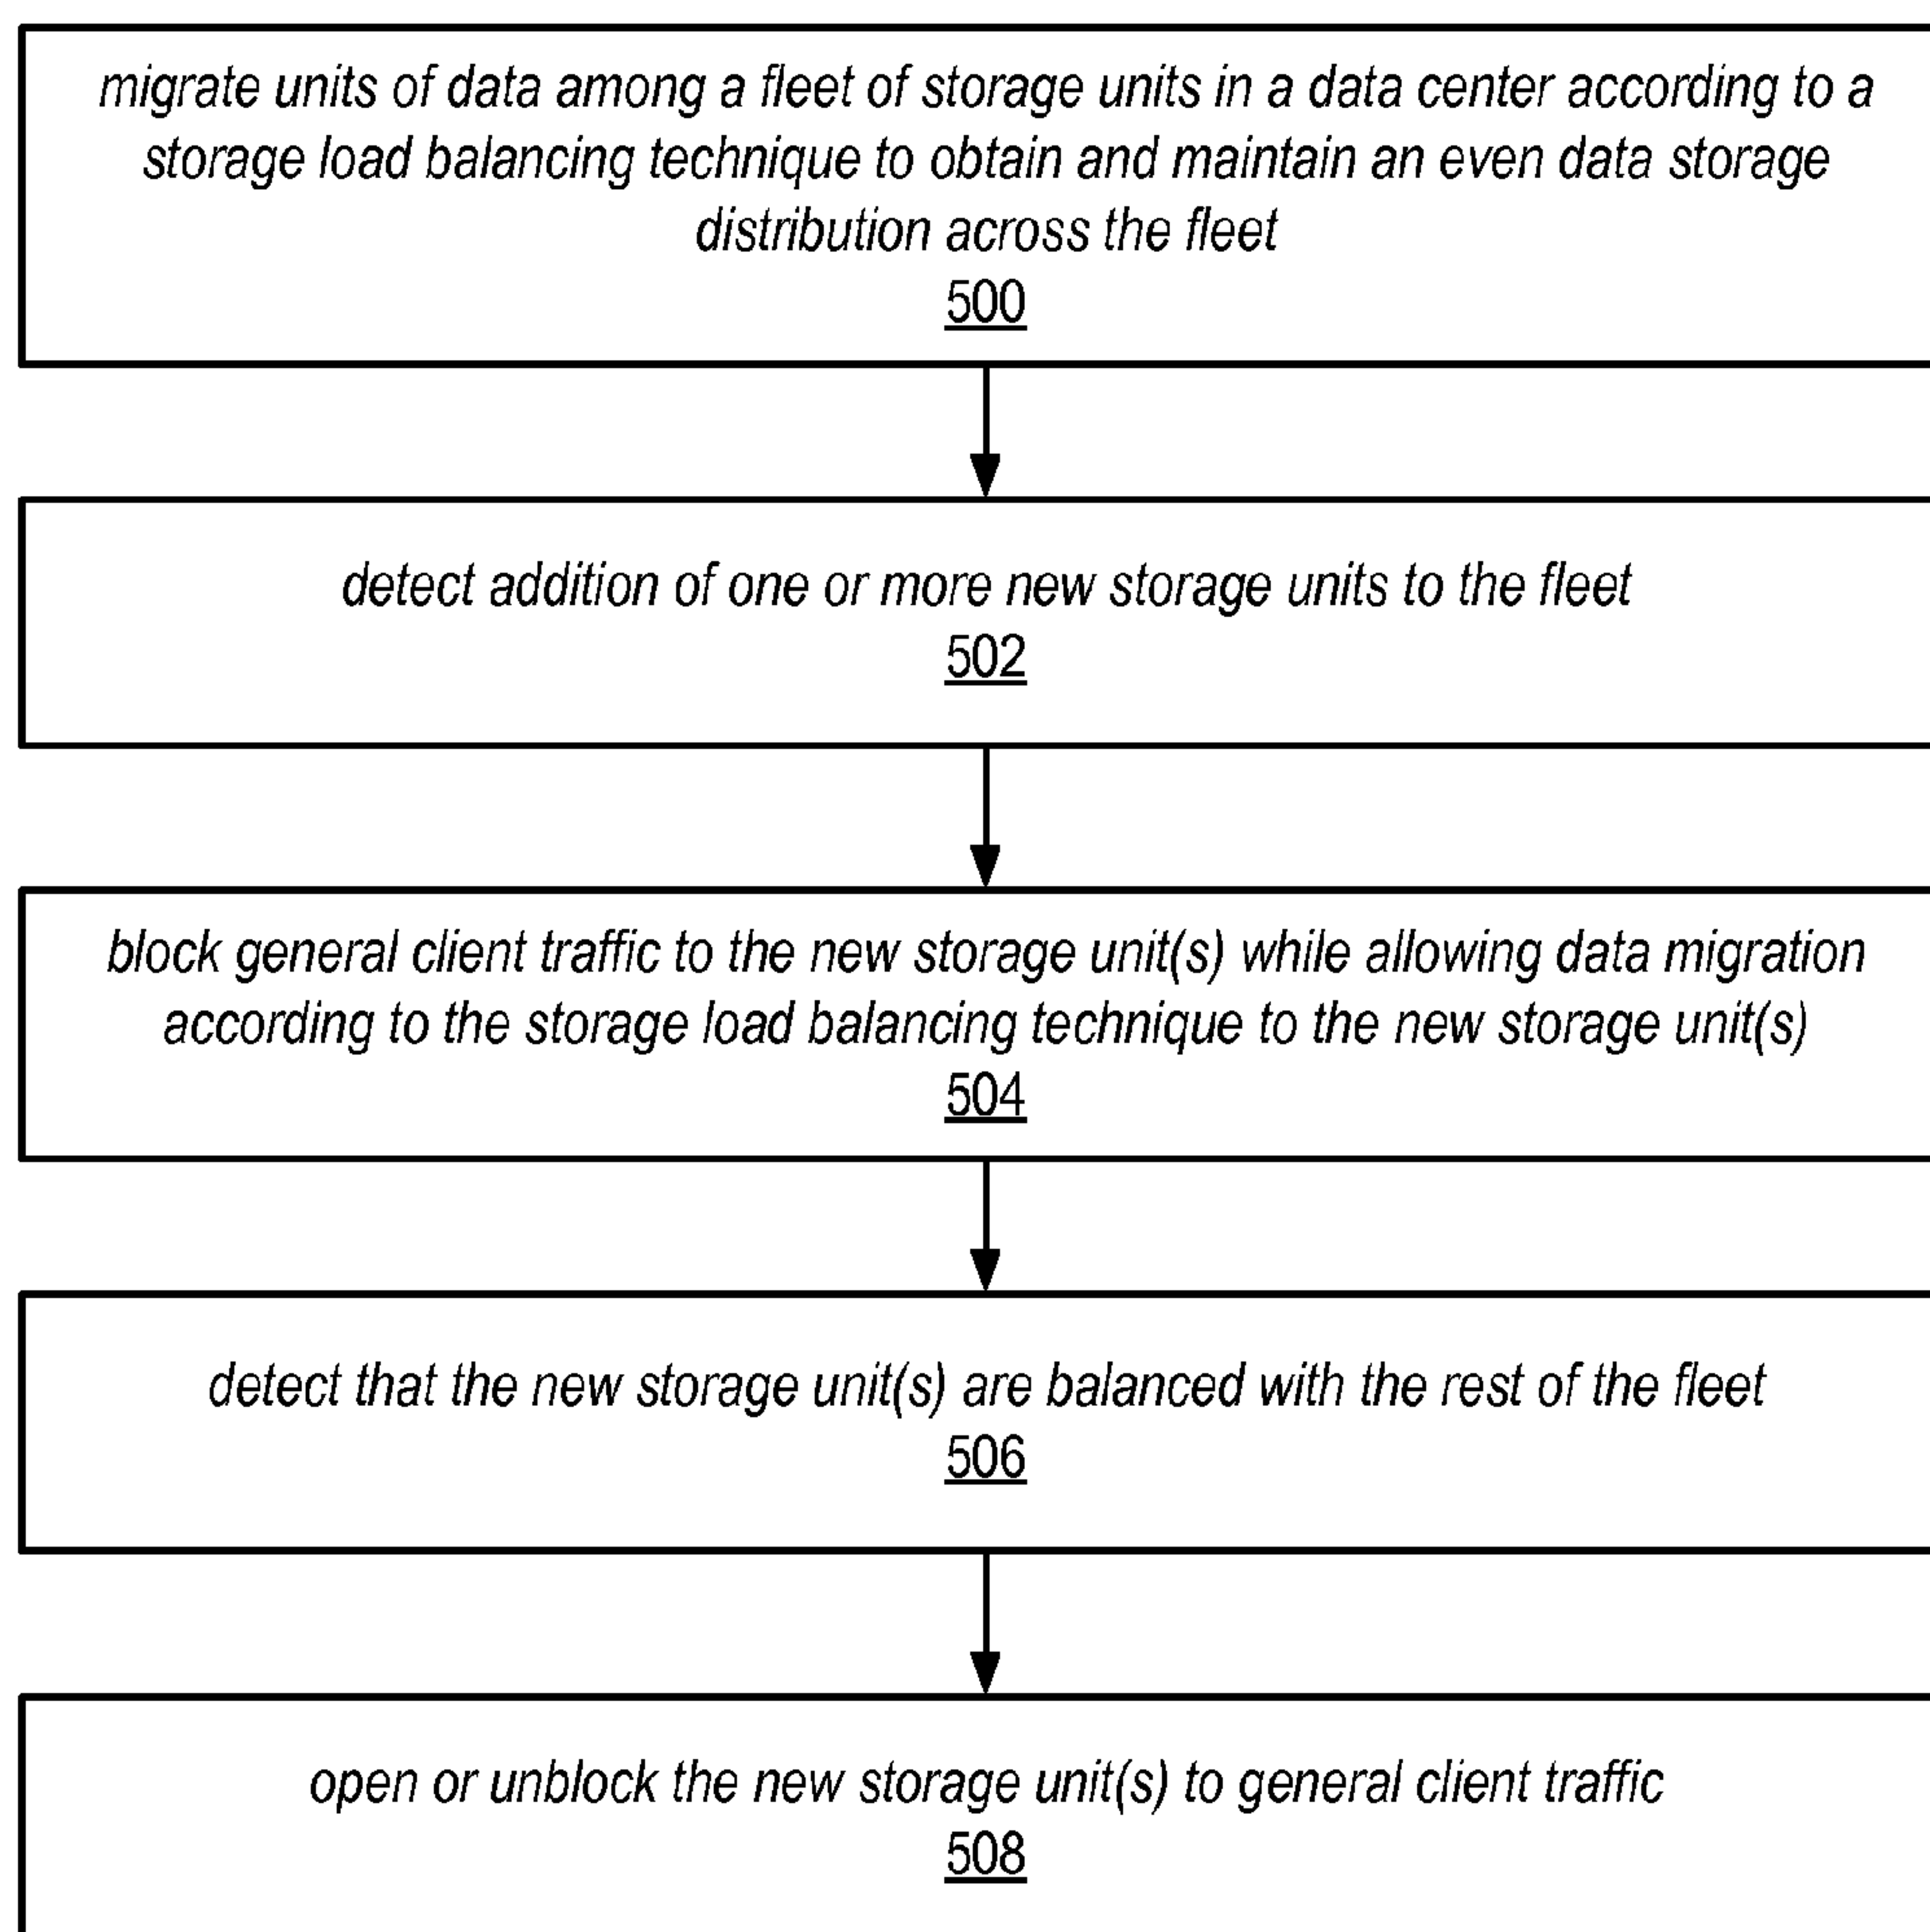 migrate units of data among a fleet of storage units in a data center according to a
storage load balancing technique to obtain and maintain an even data storage
distribution across the fleet
500
detect addition of one or more new storage units to the fleet
502
block general client traffic to the new storage unit(s) while allowing data migration
according to the storage load balancing technique to the new storage unit(s)
504
detect that the new storage unit(s) are balanced with the rest of the fleet
506
open or unblock the new storage unit(s) to general client traffic
508